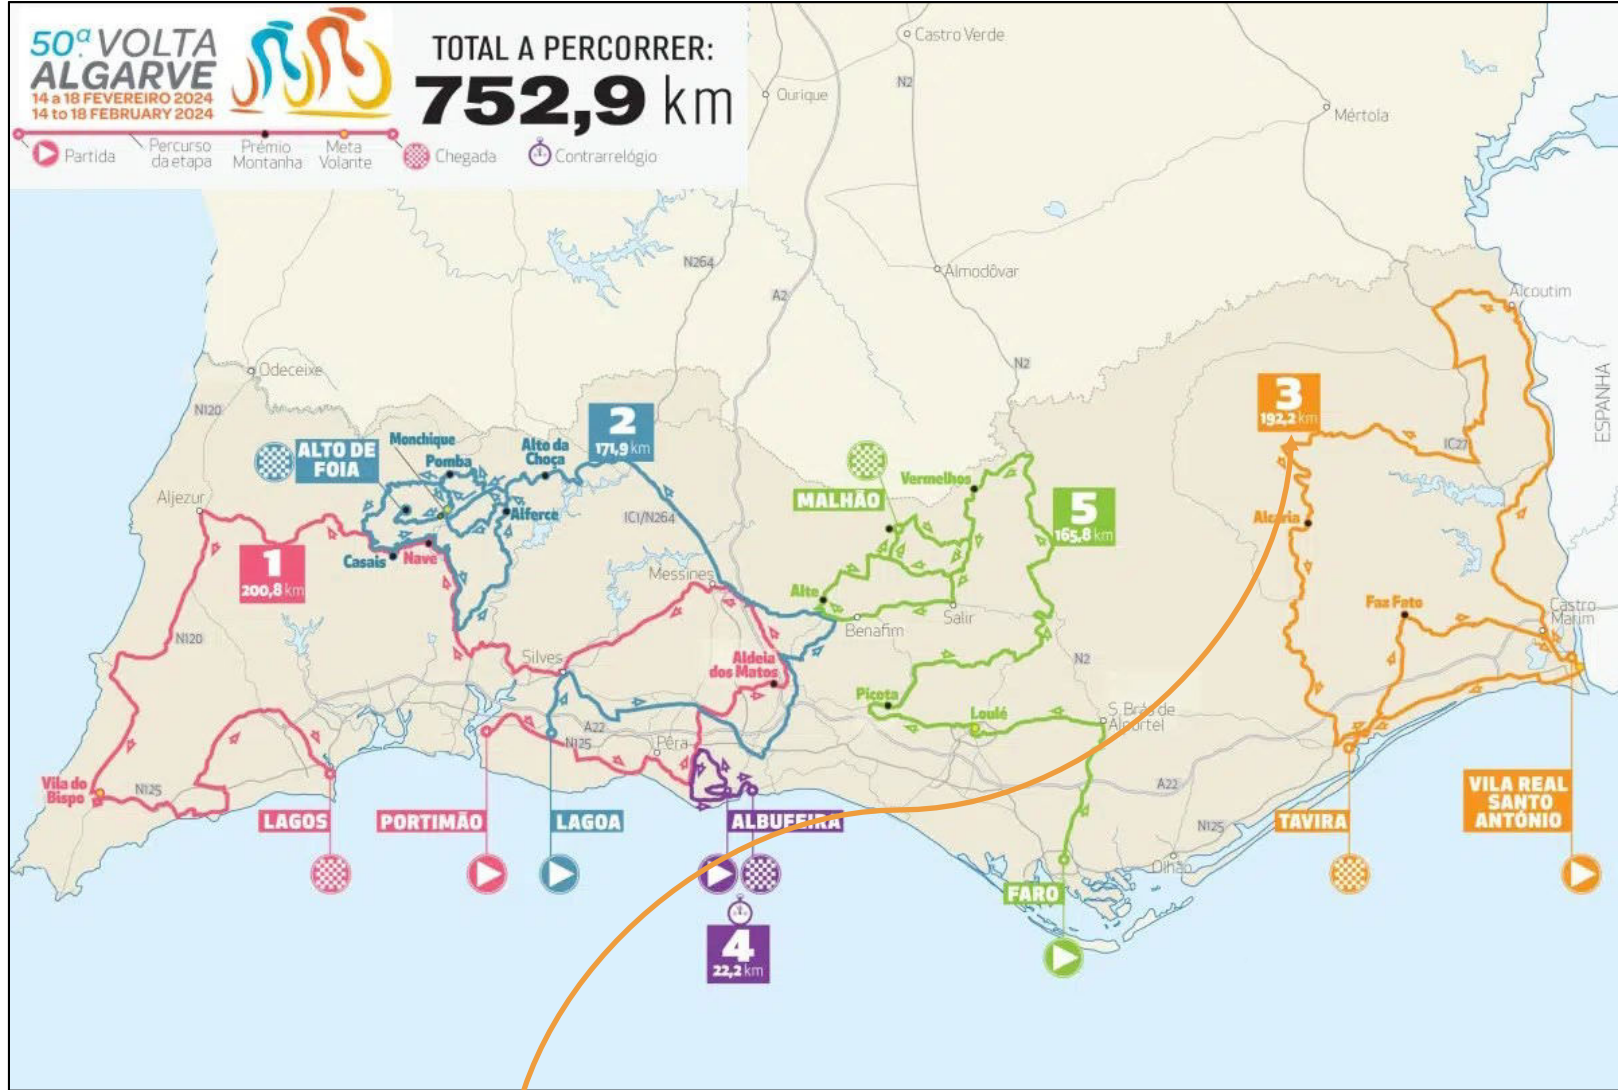 50.ª VOLTA
ALGARVE
14 a 18 FEVEREIRO 2024
14 to 18 FEBRUARY 2024
TOTAL A PERCORRER:
752,9 km
Partida
Percurso
da etapa
Prémio
Montanha
Meta
Volante
Chegada
Contrarrelógio
Castro Verde
N2
Ourique
Mértola
N264
A2
Almodôvar
Alcoutim
Odeceixe
N2
ESPANHA
N120
3
192,2 km
2
171,9 km
ALTO DE
FOIA
Monchique
Pomba
Alto da
Choça
IC27
Vermelhos
MALHÃO
Aljezur
Alferce
IC1/N264
5
165,8 km
Alcaria
1
200,8 km
Casais
Nave
Messines
Alto
Salir
Benafim
Faz Fato
Castro
Marim
N120
Silves
Aldeia
dos Matos
N2
Picota
Loulé
S. Brás de
Alportel
A22
N125
Pêra
A22
Vila do
Bispo
N125
VILA REAL
SANTO
ANTÓNIO
LAGOS
PORTIMÃO
LAGOA
ALBUFEIRA
TAVIRA
N125
Olhão
FARO
4
22,2 km